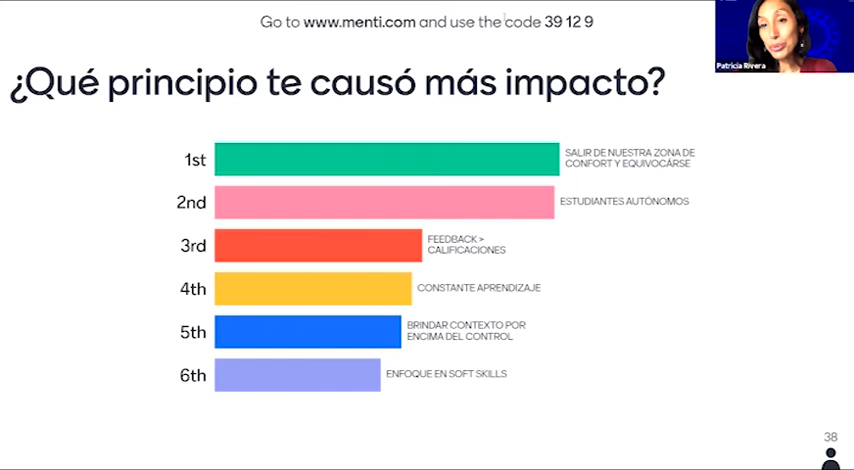 Go to www.menti.com and use the code 39 12 9
Patricia Rivera
¿Qué principio te causó más impacto?
1st
SALIR DE NUESTRA ZONA DE
CONFORT Y EQUIVOCÁRSE
2nd
ESTUDIANTES AUTÓNOMOS
3rd
FEEDBACK >
CALIFICACIONES
4th
CONSTANTE APRENDIZAJE
5th
BRINDAR CONTEXTO POR
ENCIMA DEL CONTROL
6th
ENFOQUE EN SOFT SKILLS
38